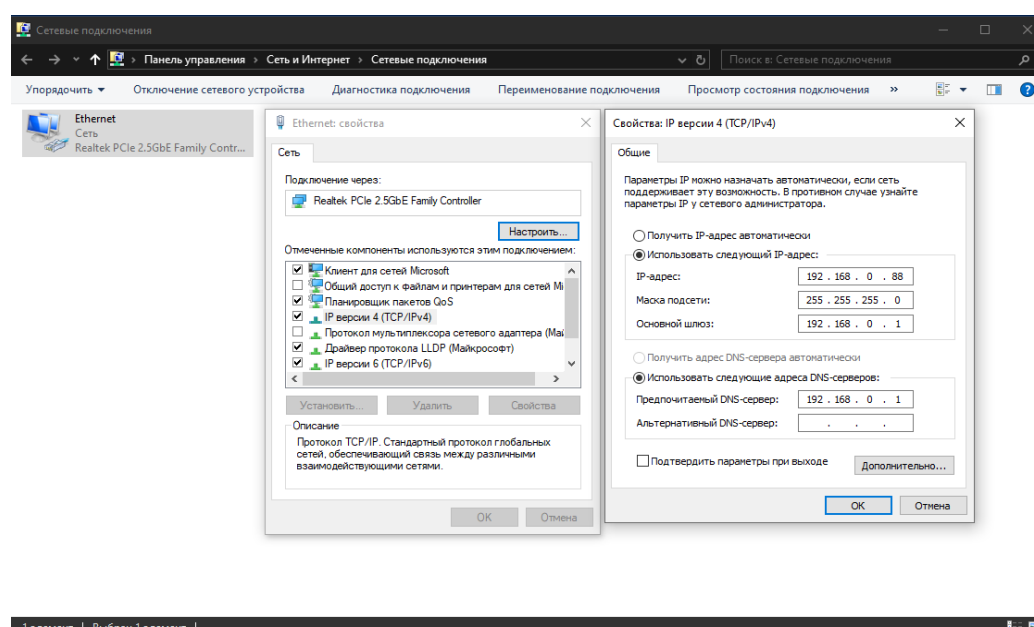 Сетевые подключения
Панель управления › Сеть и Интернет › Сетевые подключения
Поиск в: Сетевые подключения
Упорядочить
Отключение сетевого устройства
Диагностика подключения
Переименование подключения
Просмотр состояния подключения
»
Ethernet
Сеть
Realtek PCIe 2.5GbE Family Contr...
Ethernet: свойства
Сеть
Подключение через:
Realtek PCIe 2.5GbE Family Controller
Настроить...
Отмеченные компоненты используются этим подключением:
Клиент для сетей Microsoft
Общий доступ к файлам и принтерам для сетей Mi
Планировщик пакетов QoS
IP версии 4 (TCP/IPv4)
Протокол мультиплексора сетевого адаптера (Май
Драйвер протокола LLDP (Майкрософт)
IP версии 6 (TCP/IPv6)
Установить...
Удалить
Свойства
Описание
Протокол TCP/IP. Стандартный протокол глобальных
сетей, обеспечивающий связь между различными
взаимодействующими сетями.
OK
Отмена
Свойства: IP версии 4 (TCP/IPv4)
Общие
Параметры IP можно назначать автоматически, если сеть
поддерживает эту возможность. В противном случае узнайте
параметры IP у сетевого администратора.
Получить IP-адрес автоматически
Использовать следующий IP-адрес:
IP-адрес: 192 . 168 . 0 . 88
Маска подсети: 255 . 255 . 255 . 0
Основной шлюз: 192 . 168 . 0 . 1
Получить адрес DNS-сервера автоматически
Использовать следующие адреса DNS-серверов:
Предпочитаемый DNS-сервер: 192 . 168 . 0 . 1
Альтернативный DNS-сервер: . . .
Подтвердить параметры при выходе
Дополнительно...
OK
Отмена
1 элемент | Выбран 1 элемент |